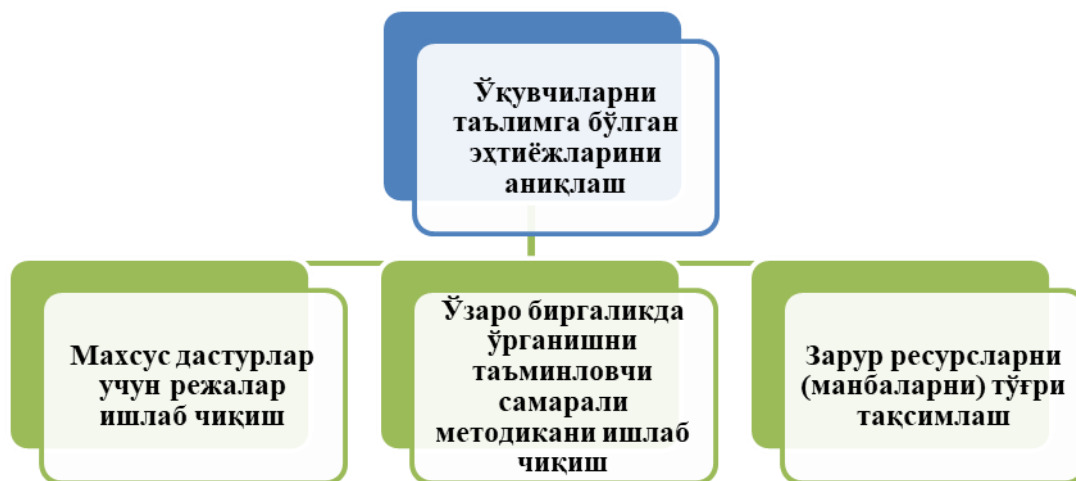 Ўқувчиларни
таълимга бўлган
эҳтиёжларини
аниқлаш
Махсус дастурлар
учун режалар
ишлаб чиқиш
Ўзаро биргаликда
ўрганишни
таъминловчи
самарали
методикани ишлаб
чиқиш
Зарур ресурсларни
(манбаларни) тўғри
тақсимлаш